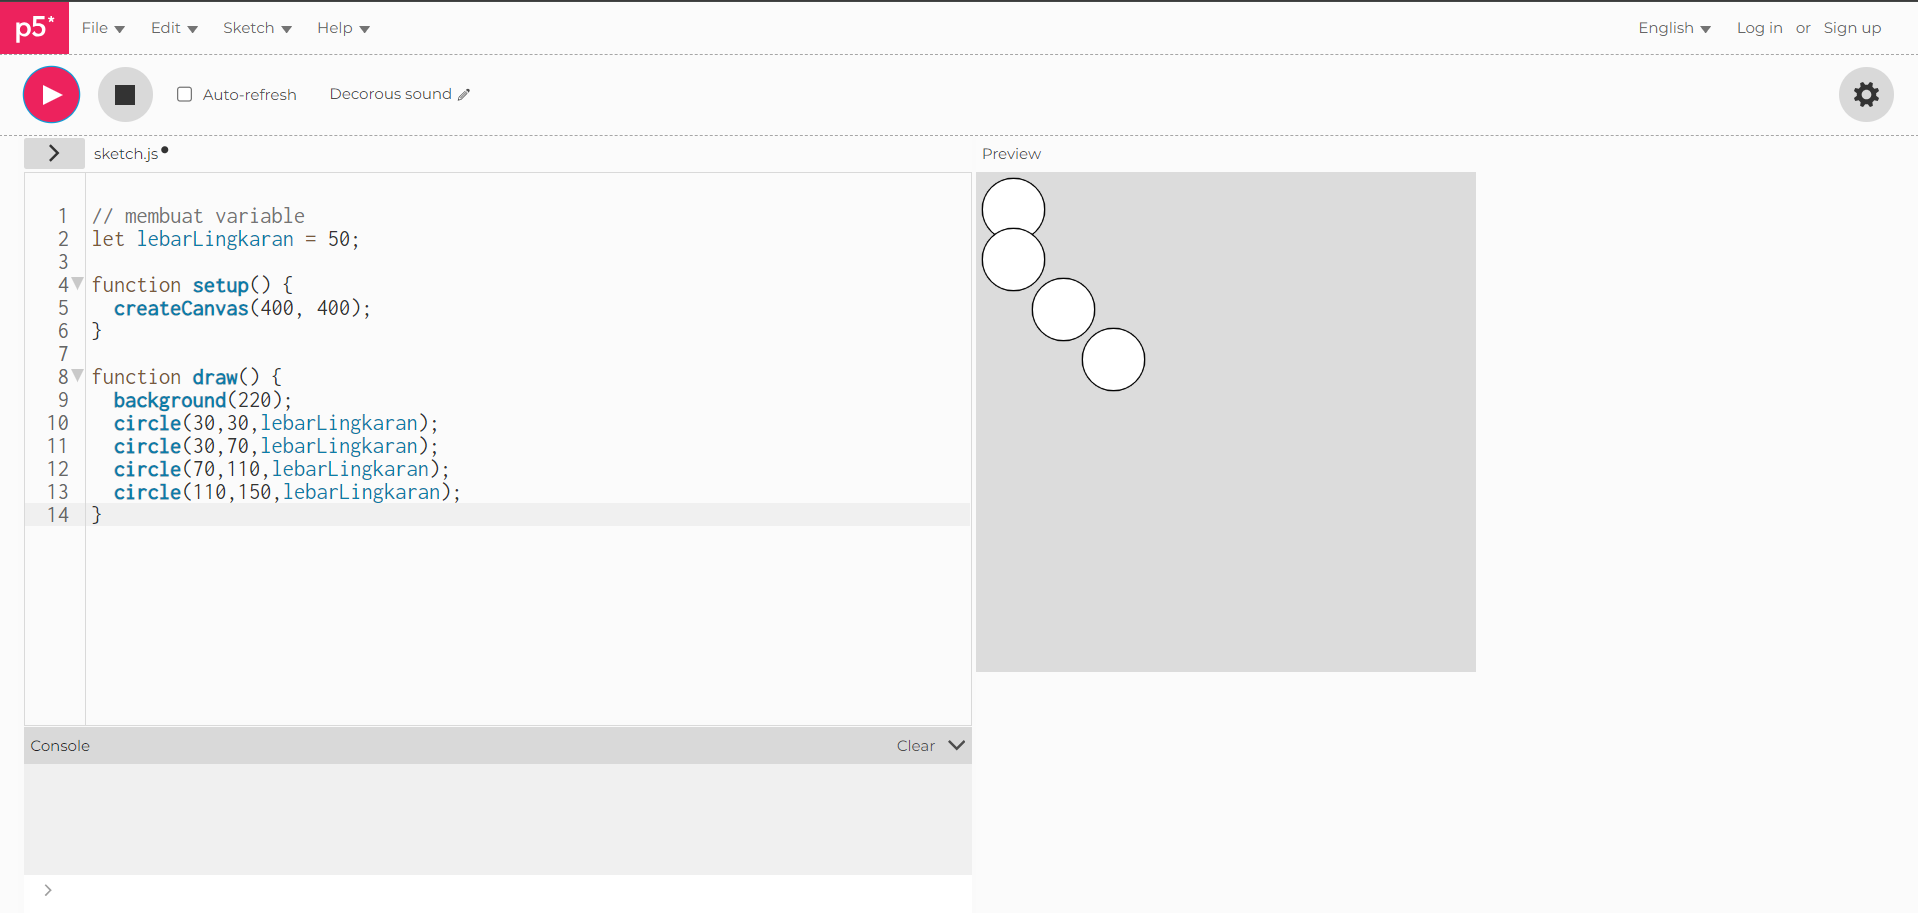 p5* File Edit Sketch Help English Log in or Sign up
Auto-refresh Decorous sound
sketch.js
Preview
1 // membuat variable
2 let lebarLingkaran = 50;
3
4 function setup() {
5 createCanvas(400, 400);
6 }
7
8 function draw() {
9 background(220);
10 circle(30,30,lebarLingkaran);
11 circle(30,70,lebarLingkaran);
12 circle(70,110,lebarLingkaran);
13 circle(110,150,lebarLingkaran);
14 }
Console Clear
>